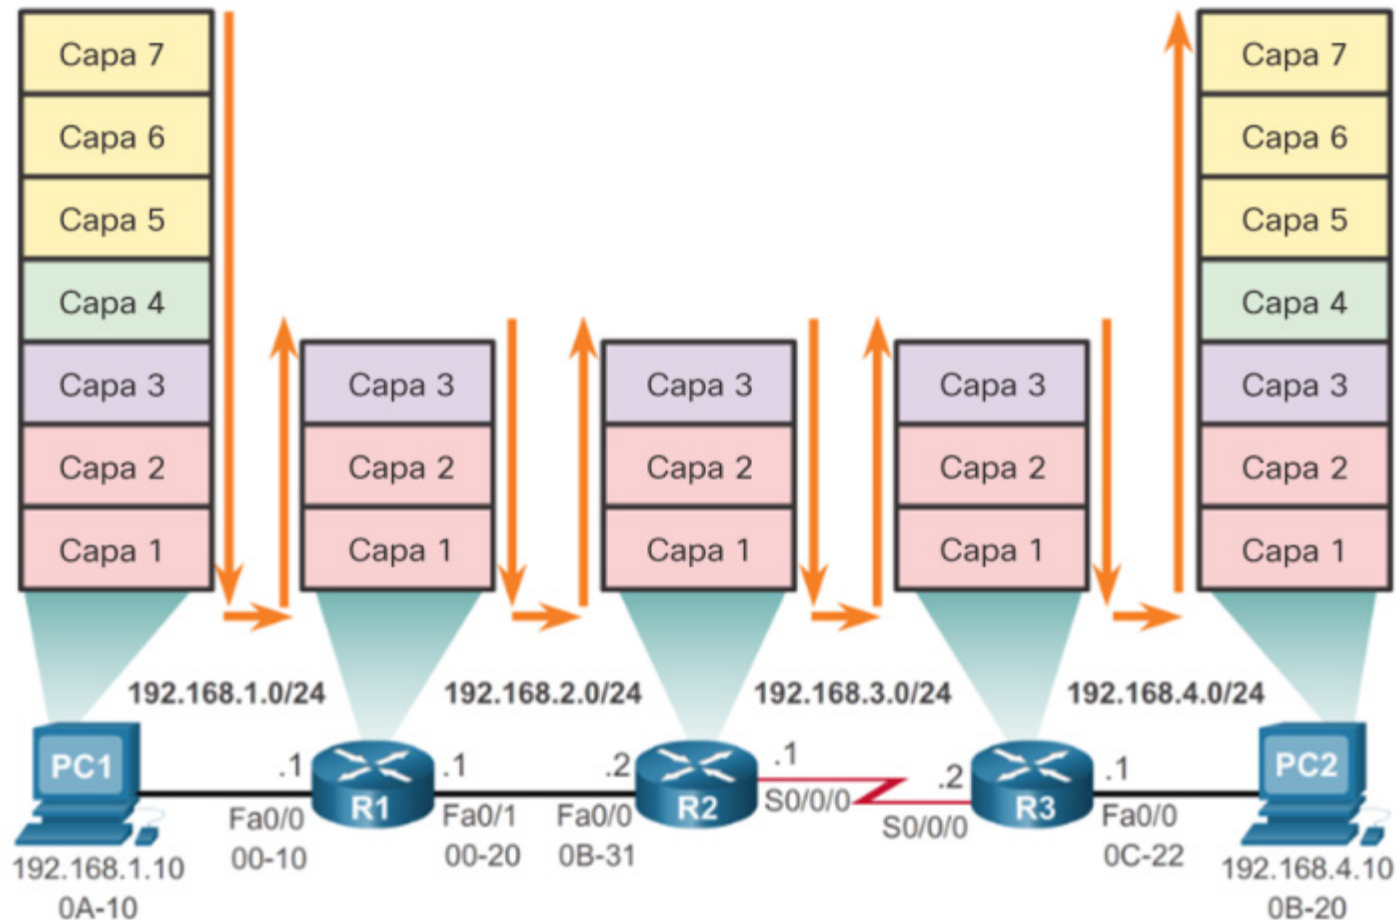 Capa 7
Capa 6
Capa 5
Capa 4
Capa 3
Capa 2
Capa 1
Capa 3
Capa 2
Capa 1
Capa 3
Capa 2
Capa 1
Capa 3
Capa 2
Capa 1
Capa 7
Capa 6
Capa 5
Capa 4
Capa 3
Capa 2
Capa 1
192.168.1.0/24
192.168.2.0/24
192.168.3.0/24
192.168.4.0/24
PC1
192.168.1.10
0A-10
.1
Fa0/0
00-10
R1
.1
Fa0/1
00-20
.2
Fa0/0
0B-31
R2
.1
S0/0/0
.2
S0/0/0
R3
.1
Fa0/0
0C-22
PC2
192.168.4.10
0B-20